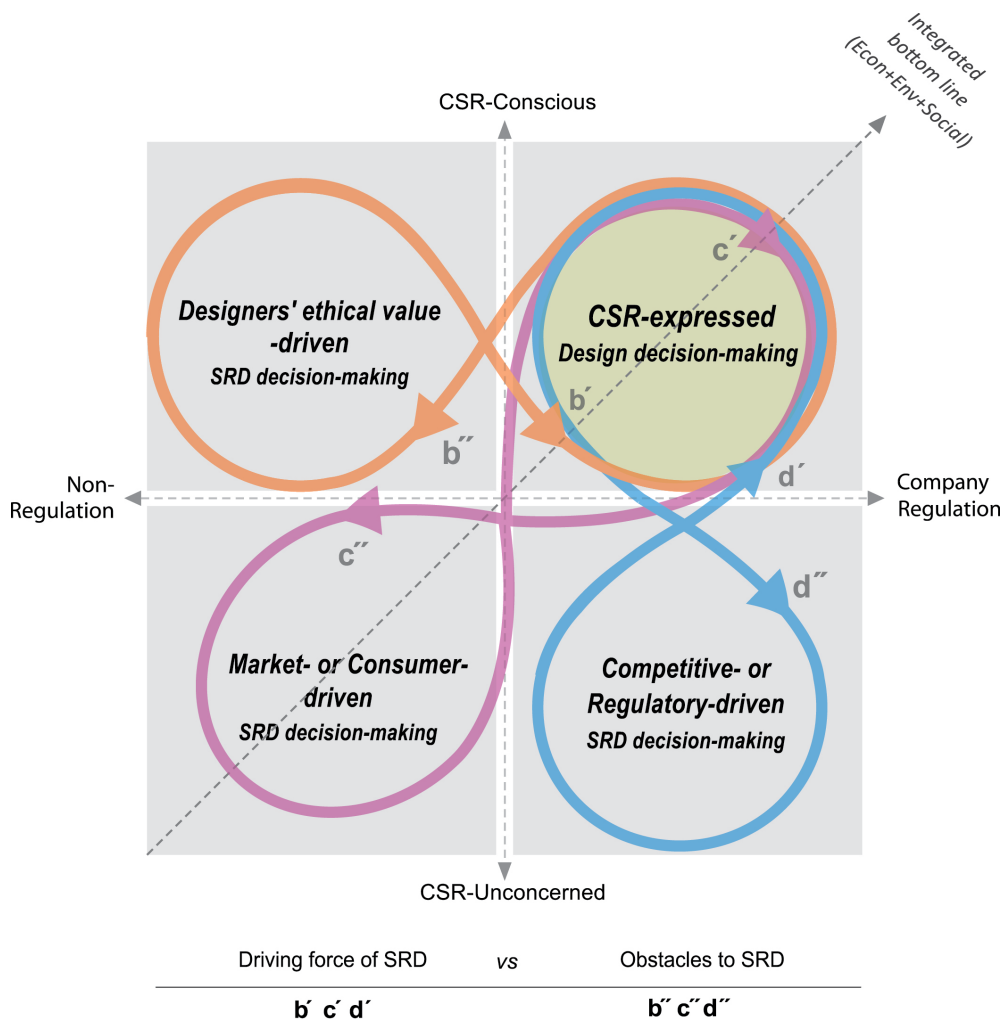 Integrated
bottom line
(Econ+Env+Social)
CSR-Conscious
c´
Designers' ethical value
-driven
SRD decision-making
CSR-expressed
Design decision-making
b´
b˝
d´
Non-
Regulation
Company
Regulation
c˝
d˝
Market- or Consumer-
driven
SRD decision-making
Competitive- or
Regulatory-driven
SRD decision-making
CSR-Unconcerned
Driving force of SRD vs Obstacles to SRD
b´ c´ d´ b˝ c˝ d˝